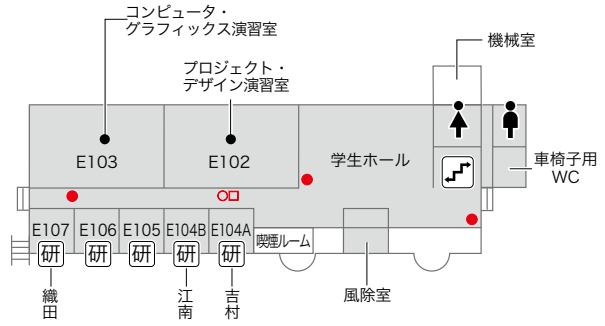 コンピュータ・
グラフィックス演習室
プロジェクト・
デザイン演習室
機械室
E103
E102
学生ホール
車椅子用
WC
E107
E106
E105
E104B
E104A
喫煙ルーム
研
研
研
研
研
織田
江南
吉村
風除室